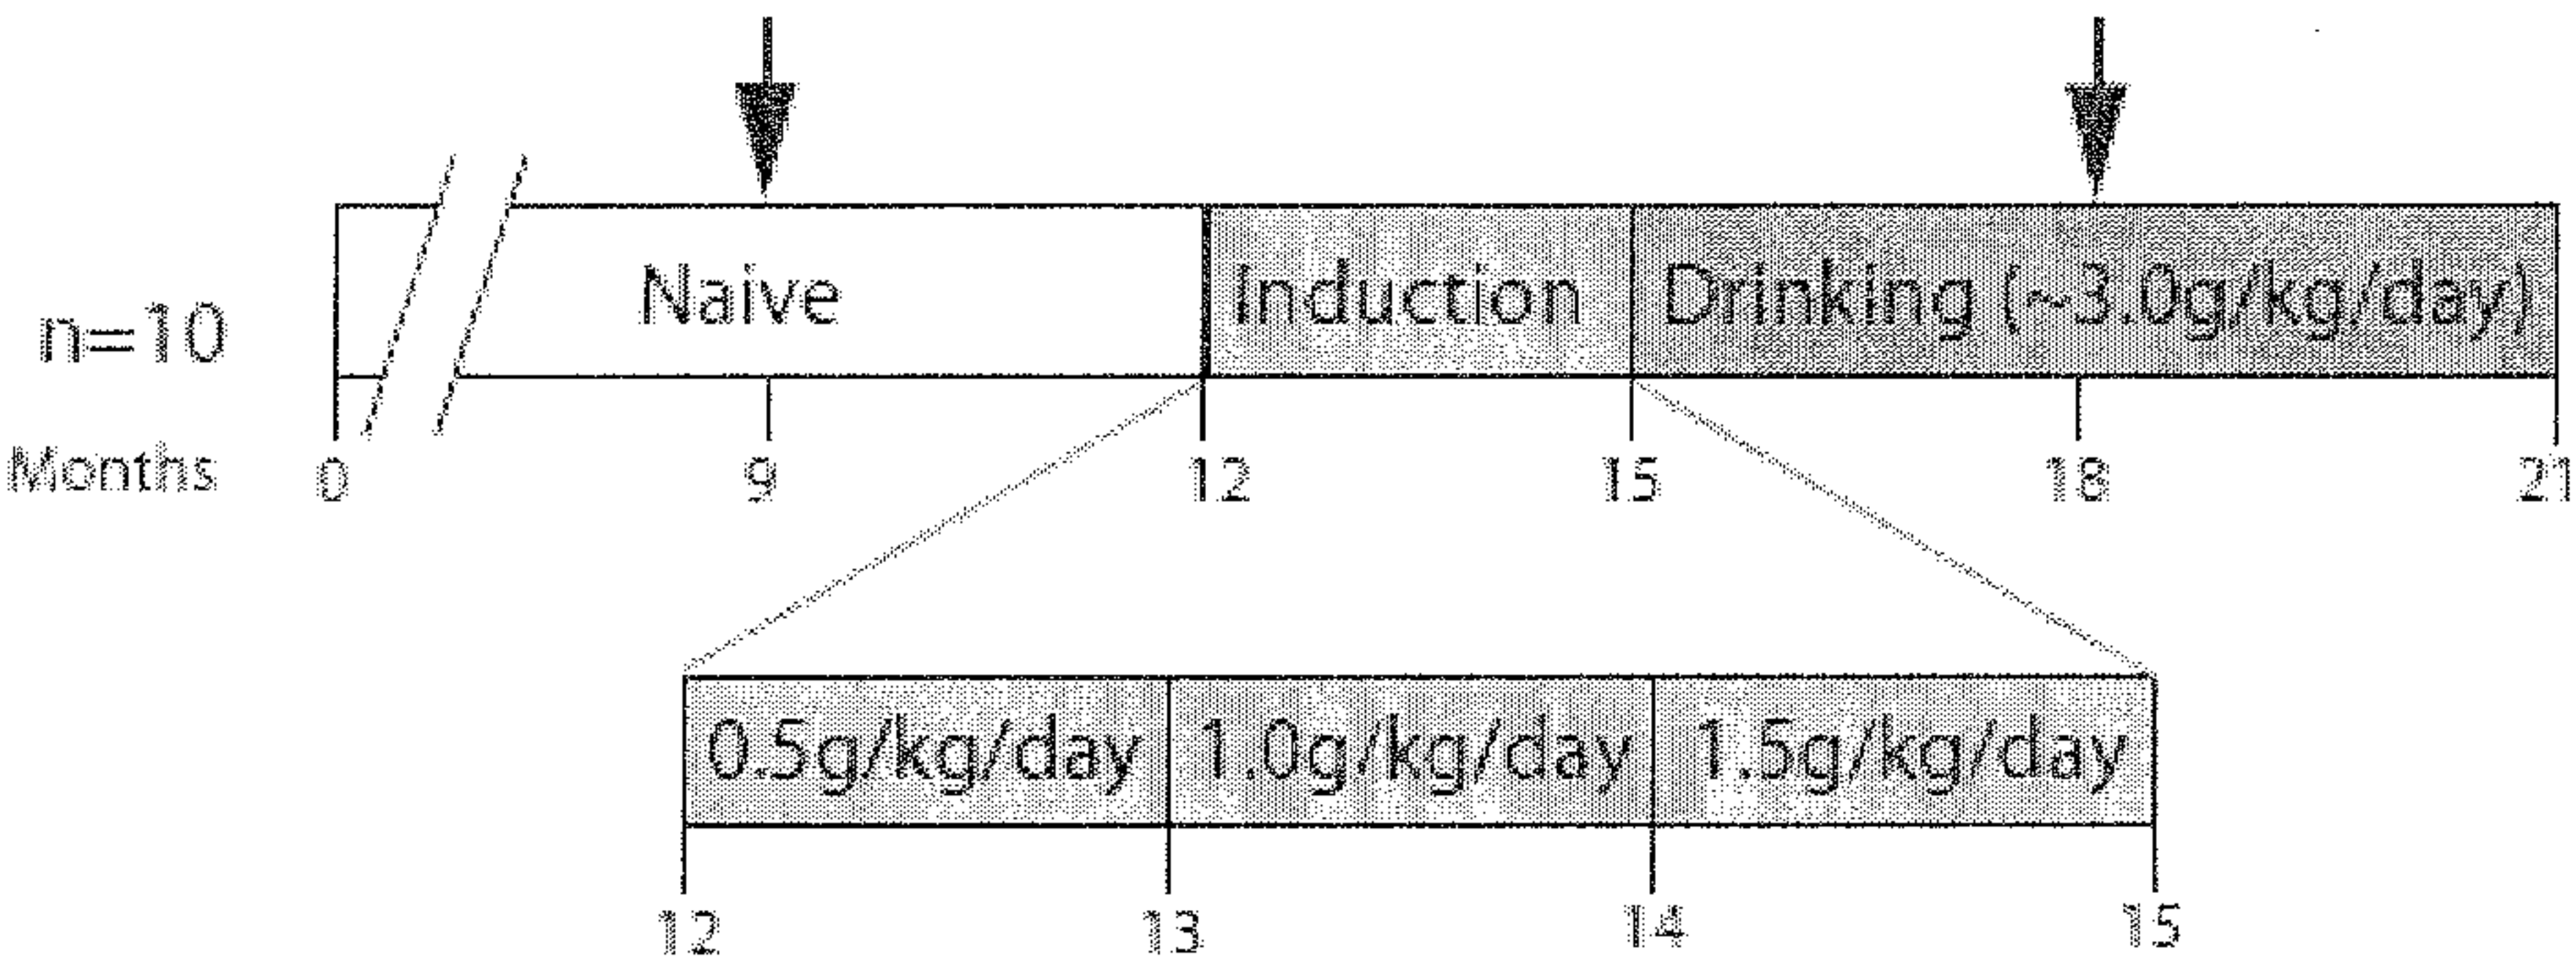 Naive Induction Drinking (~3.0g/kg/day)
n=10
Months 0 9 12 15 18 21
0.5g/kg/day 1.0g/kg/day 1.5g/kg/day
12 13 14 15